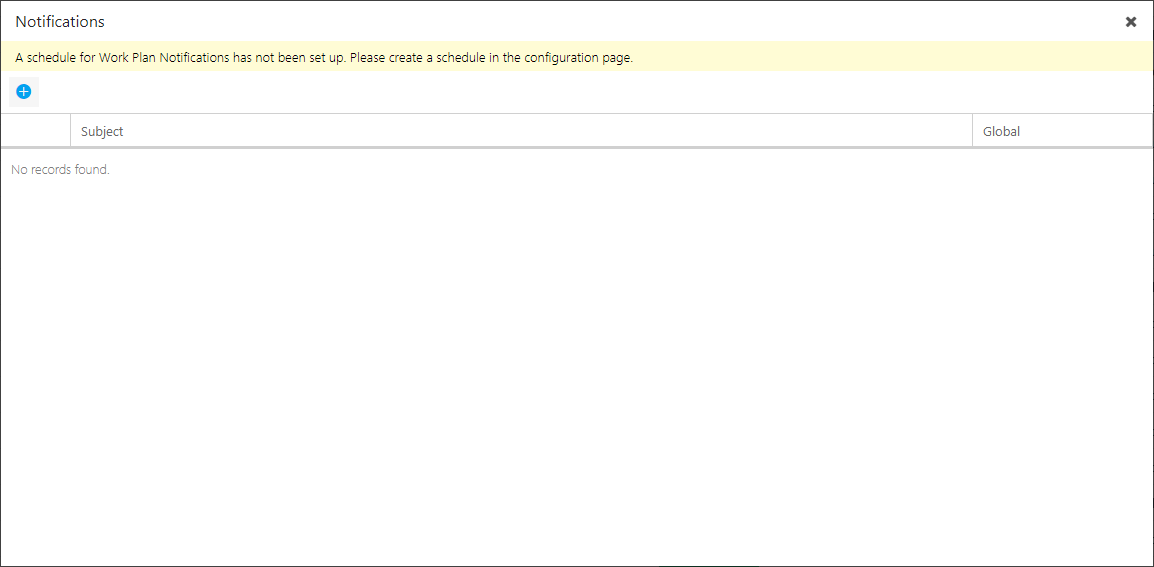 Notifications
A schedule for Work Plan Notifications has not been set up. Please create a schedule in the configuration page.
Subject Global
No records found.